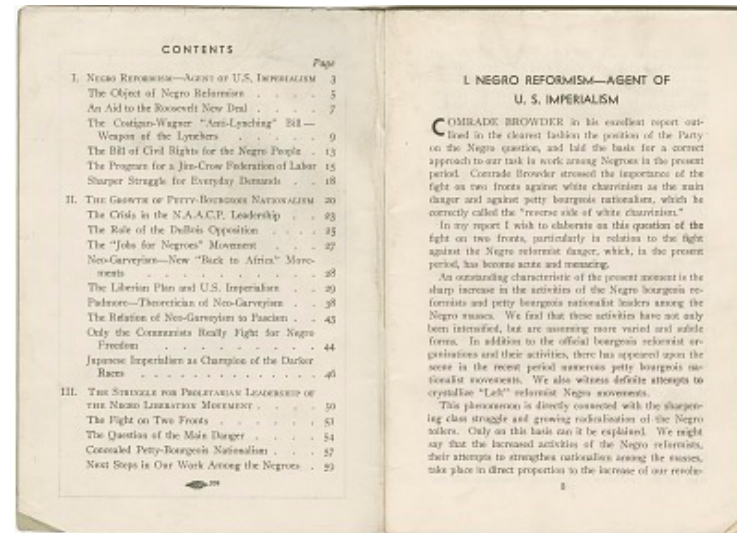 CONTENTS
Page
I. NEGRO REFORMISM—AGENT OF U.S. IMPERIALISM 3
The Object of Negro Reformism . . . . 5
An Aid to the Roosevelt New Deal . . . . 7
The Costigan-Wagner "Anti-Lynching" Bill—
Weapon of the Lynchers . . . . . 9
The Bill of Civil Rights for the Negro People . 13
The Program for a Jim-Crow Federation of Labor 15
Sharper Struggle for Everyday Demands . . 18
II. THE GROWTH OF PETTY-BOURGEOIS NATIONALISM 20
The Crisis in the N.A.A.C.P. Leadership . . 23
The Role of the DuBois Opposition . . . . 25
The "Jobs for Negroes" Movement . . . 27
Neo-Garveyism—New "Back to Africa" Move-
ments . . . . . . . . . 28
The Liberian Plan and U.S. Imperialism . . 29
Padmore—Theoretician of Neo-Garveyism . . 38
The Relation of Neo-Garveyism to Fascism . . 43
Only the Communists Really Fight for Negro
Freedom . . . . . . . . 44
Japanese Imperialism as Champion of the Darker
Races . . . . . . . . . . 46
III. THE STRUGGLE FOR PROLETARIAN LEADERSHIP OF
THE NEGRO LIBERATION MOVEMENT . . . . 50
The Fight on Two Fronts . . . . . 51
The Question of the Main Danger . . . . 54
Concealed Petty-Bourgeois Nationalism . . . 57
Next Steps in Our Work Among the Negroes . 59
I. NEGRO REFORMISM—AGENT OF
U. S. IMPERIALISM
COMRADE BROWDER in his excellent report out-
lined in the clearest fashion the position of the Party
on the Negro question, and laid the basis for a correct
approach to our task in work among Negroes in the present
period. Comrade Browder stressed the importance of the
fight on two fronts against white chauvinism as the main
danger and against petty bourgeois nationalism, which he
correctly called the "reverse side of white chauvinism."
In my report I wish to elaborate on this question of the
fight on two fronts, particularly in relation to the fight
against the Negro reformist danger, which, in the present
period, has become acute and menacing.
An outstanding characteristic of the present moment is the
sharp increase in the activities of the Negro bourgeois re-
formists and petty bourgeois nationalist leaders among the
Negro masses. We find that these activities have not only
been intensified, but are assuming more varied and subtle
forms. In addition to the official bourgeois reformist or-
ganizations and their activities, there has appeared upon the
scene in the recent period numerous petty bourgeois na-
tionalist movements. We also witness definite attempts to
crystallize "Left" reformist Negro movements.
This phenomenon is directly connected with the sharpen-
ing class struggle and growing radicalization of the Negro
toilers. Only on this basis can it be explained. We might
say that the increased activities of the Negro reformists,
their attempts to strengthen nationalism among the masses,
take place in direct proportion to the increase of our revolu-